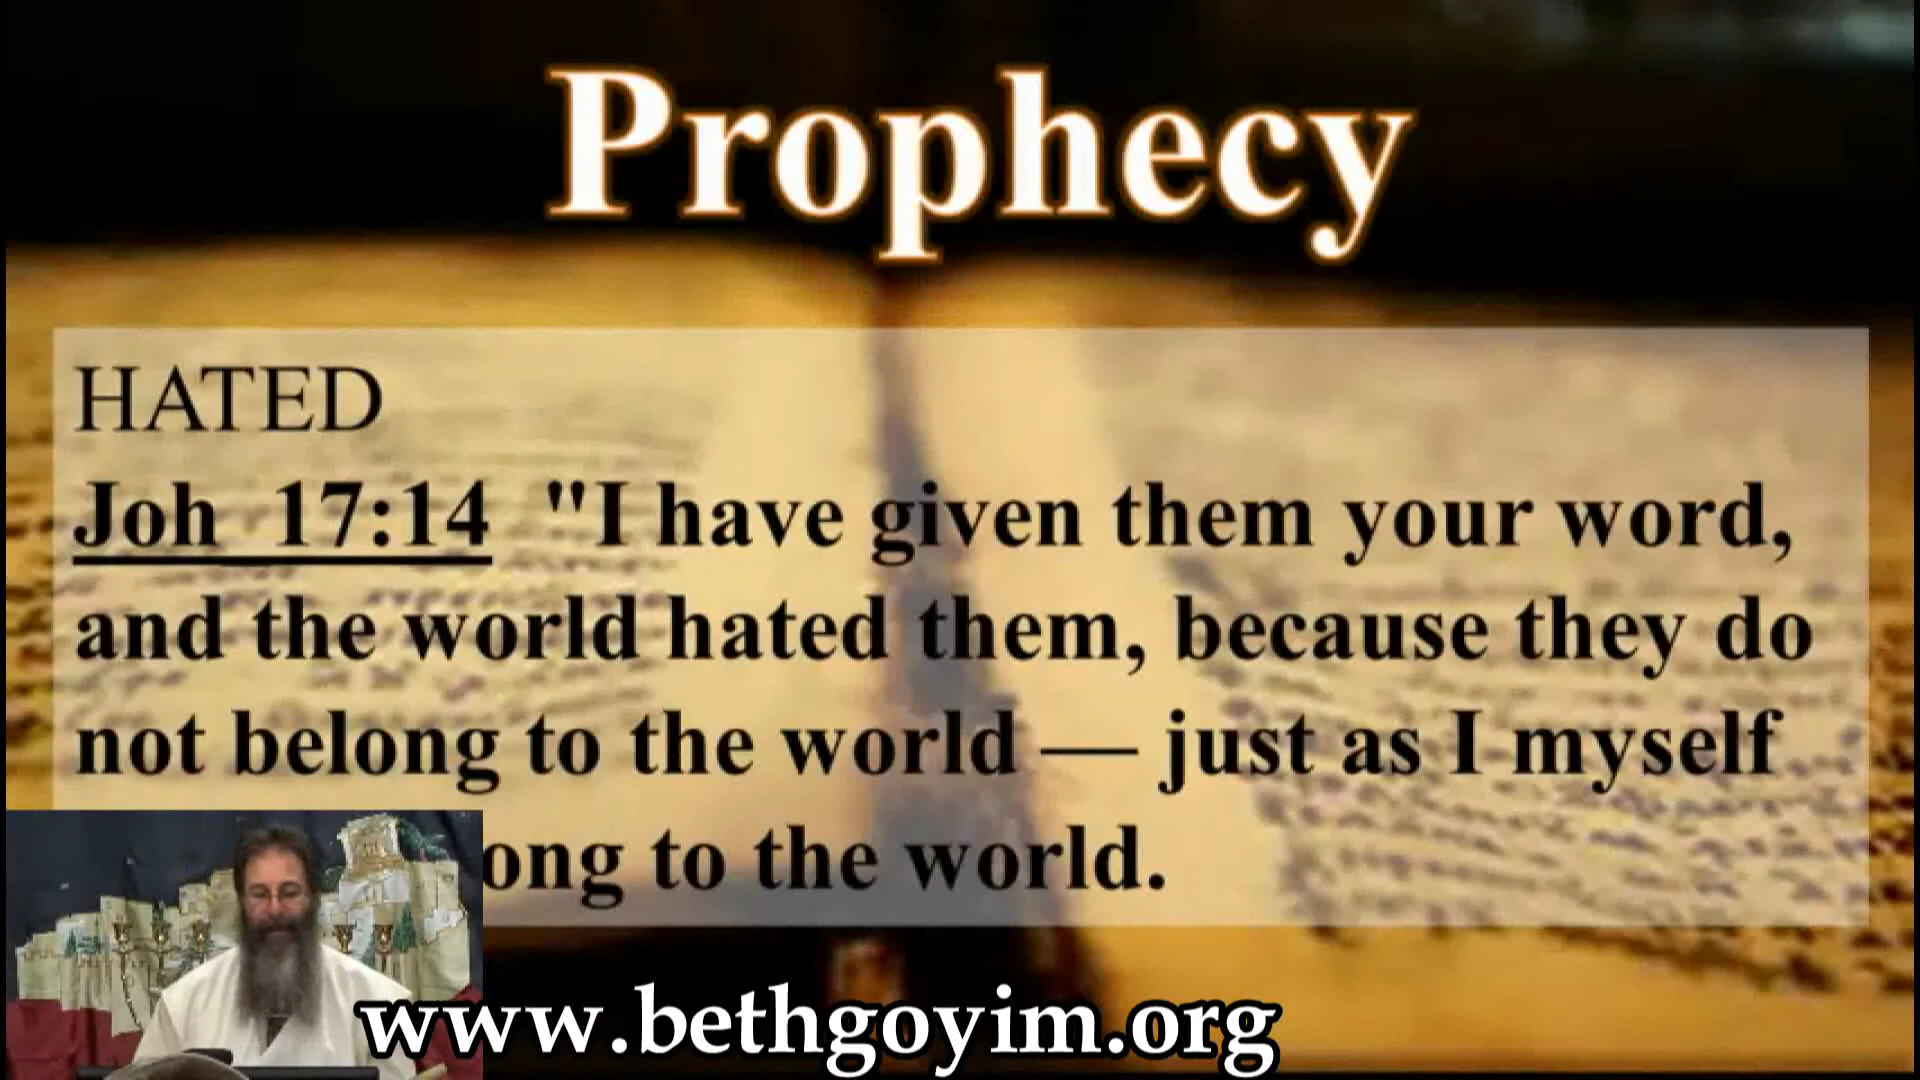 Prophecy
HATED
Joh 17:14 "I have given them your word,
and the world hated them, because they do
not belong to the world — just as I myself
to the world.
www.bethgoyim.org